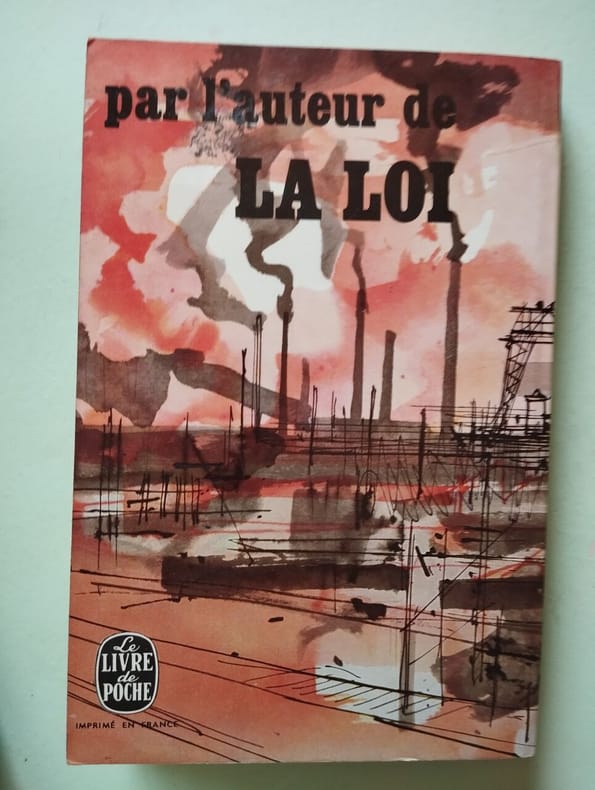 par l'auteur de
LA LOI
Le
LIVRE
de
POCHE
IMPRIMÉ EN FRANCE